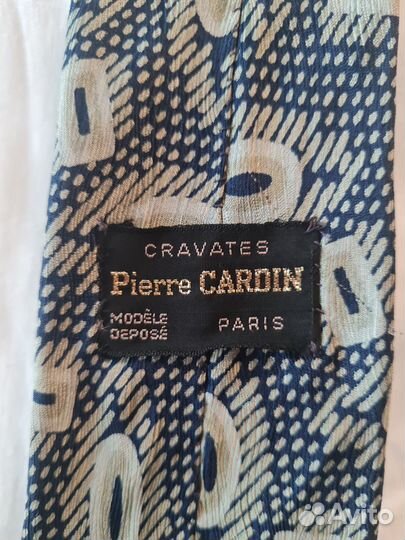 CRAVATES
Pierre CARDIN
MODÈLE
DEPOSÉ
PARIS
Avito